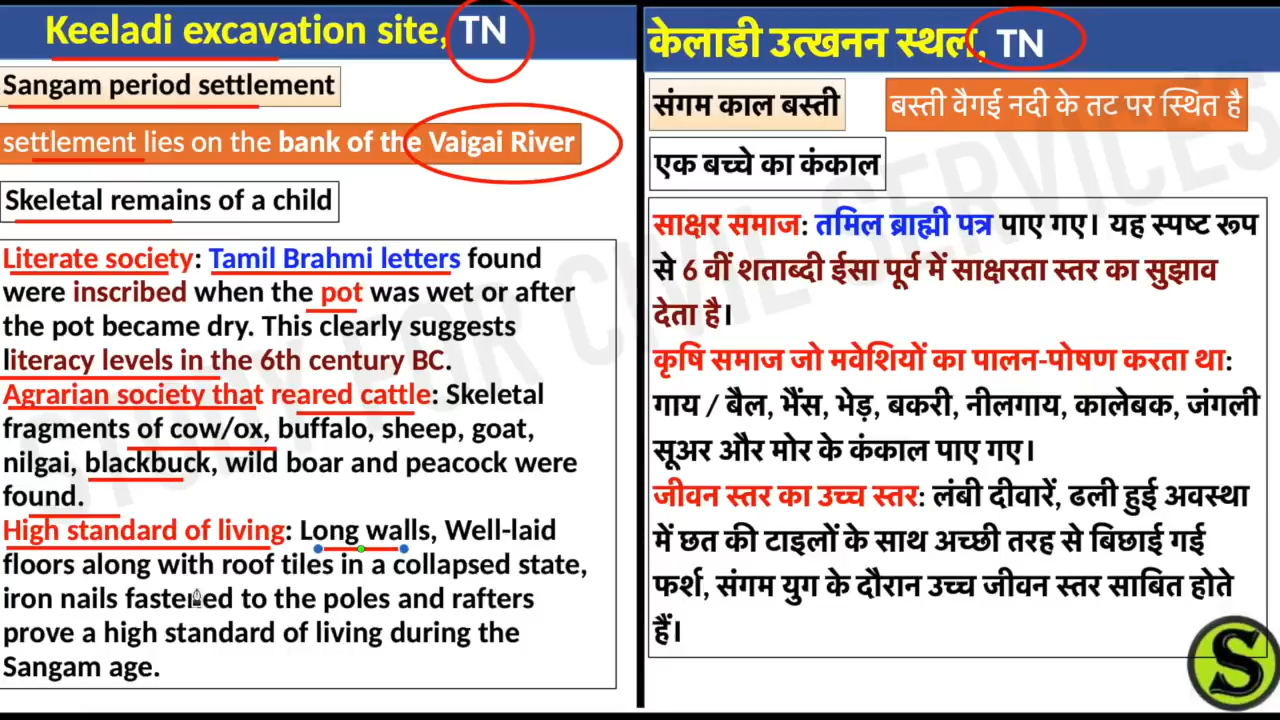 Keeladi excavation site, TN
Sangam period settlement
settlement lies on the bank of the Vaigai River
Skeletal remains of a child
Literate society: Tamil Brahmi letters found
were inscribed when the pot was wet or after
the pot became dry. This clearly suggests
literacy levels in the 6th century BC.
Agrarian society that reared cattle: Skeletal
fragments of cow/ox, buffalo, sheep, goat,
nilgai, blackbuck, wild boar and peacock were
found.
High standard of living: Long walls, Well-laid
floors along with roof tiles in a collapsed state,
iron nails fastened to the poles and rafters
prove a high standard of living during the
Sangam age.
केलाडी उत्खनन स्थल, TN
संगम काल बस्ती
बस्ती वैगई नदी के तट पर स्थित है
एक बच्चे का कंकाल
साक्षर समाज: तमिल ब्राह्मी पत्र पाए गए। यह स्पष्ट रूप
से 6 वीं शताब्दी ईसा पूर्व में साक्षरता स्तर का सुझाव
देता है।
कृषि समाज जो मवेशियों का पालन-पोषण करता था:
गाय / बैल, भैंस, भेड़, बकरी, नीलगाय, कालेबक, जंगली
सूअर और मोर के कंकाल पाए गए।
जीवन स्तर का उच्च स्तर: लंबी दीवारें, ढली हुई अवस्था
में छत की टाइलों के साथ अच्छी तरह से बिछाई गई
फर्श, संगम युग के दौरान उच्च जीवन स्तर साबित होते
हैं।
STUDY FOR CIVIL SERVICES
S